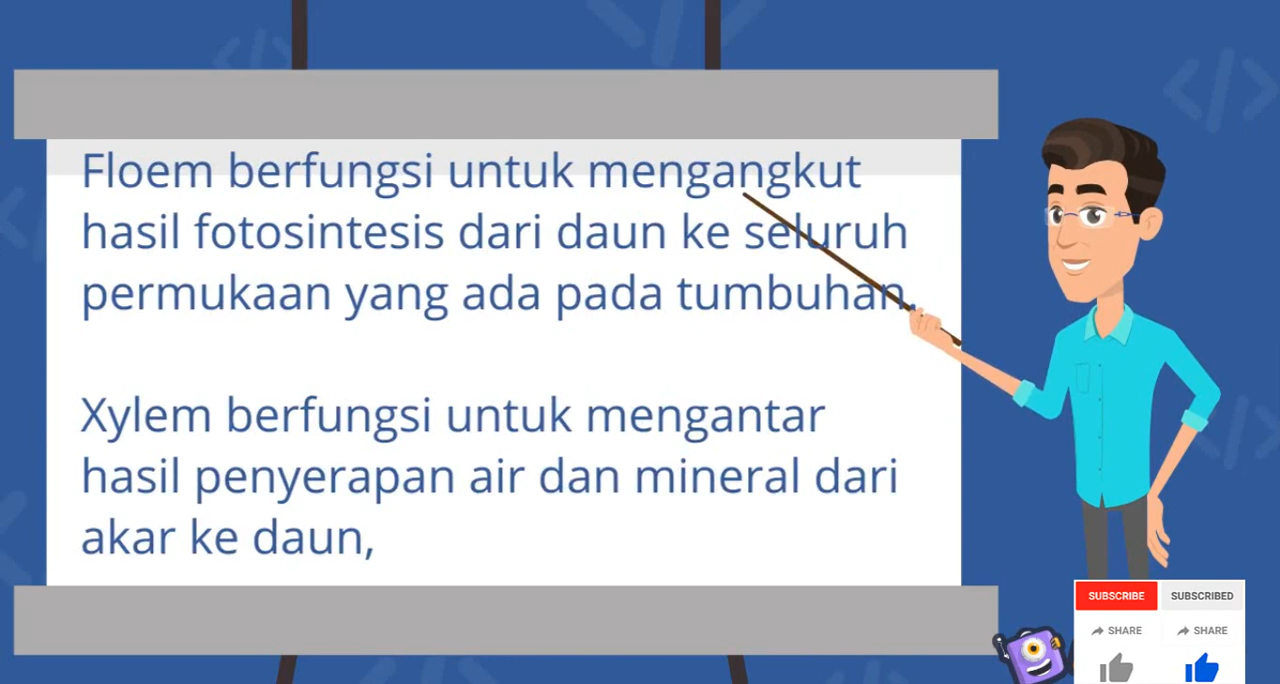 Floem berfungsi untuk mengangkut
hasil fotosintesis dari daun ke seluruh
permukaan yang ada pada tumbuhan.
Xylem berfungsi untuk mengantar
hasil penyerapan air dan mineral dari
akar ke daun,
SUBSCRIBE SUBSCRIBED
SHARE SHARE